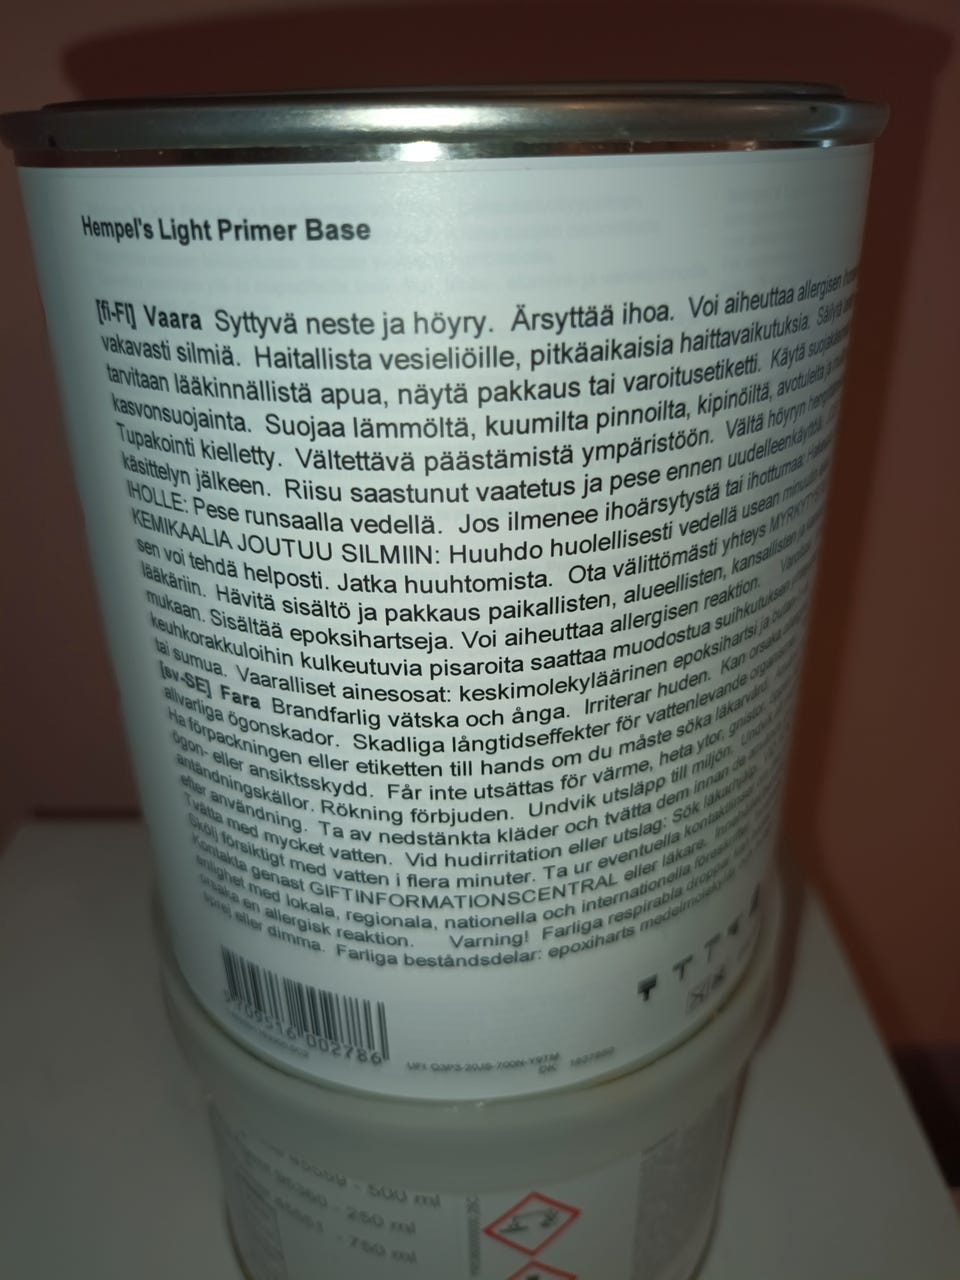 Hempel's Light Primer Base
[fi-FI] Vaara Syttyvä neste ja höyry. Ärsyttää ihoa. Voi aiheuttaa allergisen
vakavasti silmiä. Haitallista vesieliöille, pitkäaikaisia haittavaikutuksia. Säilytä
tarvitaan lääkinnällistä apua, näytä pakkaus tai varoitusetiketti. Käytä
kasvonsuojainta. Suojaa lämmöltä, kuumilta pinnoilta, kipinöiltä, avotulelta ja
Tupakointi kielletty. Vältettävä päästämistä ympäristöön. Vältä höyryn
käsittelyn jälkeen. Riisu saastunut vaatetus ja pese ennen uudelleenkäyttöä.
IHOLLE: Pese runsaalla vedellä. Jos ilmenee ihoärsytystä tai ihottumaa:
KEMIKAALIA JOUTUU SILMIIN: Huuhdo huolellisesti vedellä usean minuutin
sen voi tehdä helposti. Jatka huuhtomista. Ota välittömästi yhteys
lääkäriin. Hävitä sisältö ja pakkaus paikallisten, alueellisten, kansallisten ja
mukaan. Sisältää epoksihartseja. Voi aiheuttaa allergisen reaktion.
keuhkorakkuloihin kulkeutuvia pisaroita saattaa muodostua suihkutuksen
tai sumua. Vaaralliset ainesosat: keskimolekyläärinen epoksihartsi ja
[sv-SE] Fara Brandfarlig vätska och ånga. Irriterar huden. Kan orsaka
allvarliga ögonskador. Skadliga långtidseffekter för vattenlevande
Ha förpackningen eller etiketten till hands om du måste söka läkarvård.
ögon- eller ansiktsskydd. Får inte utsättas för värme, heta ytor, gnistor,
antändningskällor. Rökning förbjuden. Undvik utsläpp till miljön. Undvik
efter användning. Ta av nedstänkta kläder och tvätta dem innan de
Tvätta med mycket vatten. Vid hudirritation eller utslag: Sök läkarhjälp.
Skölj försiktigt med vatten i flera minuter. Ta ur eventuella kontaktlinser
Kontakta genast GIFTINFORMATIONSCENTRAL eller läkare.
enlighet med lokala, regionala, nationella och internationella föreskrifter.
orsaka en allergisk reaktion. Varning! Farliga respirabla droppar
sprej eller dimma. Farliga beståndsdelar: epoxiharts
002786
- 500 ml
- 250 ml
- 750 ml